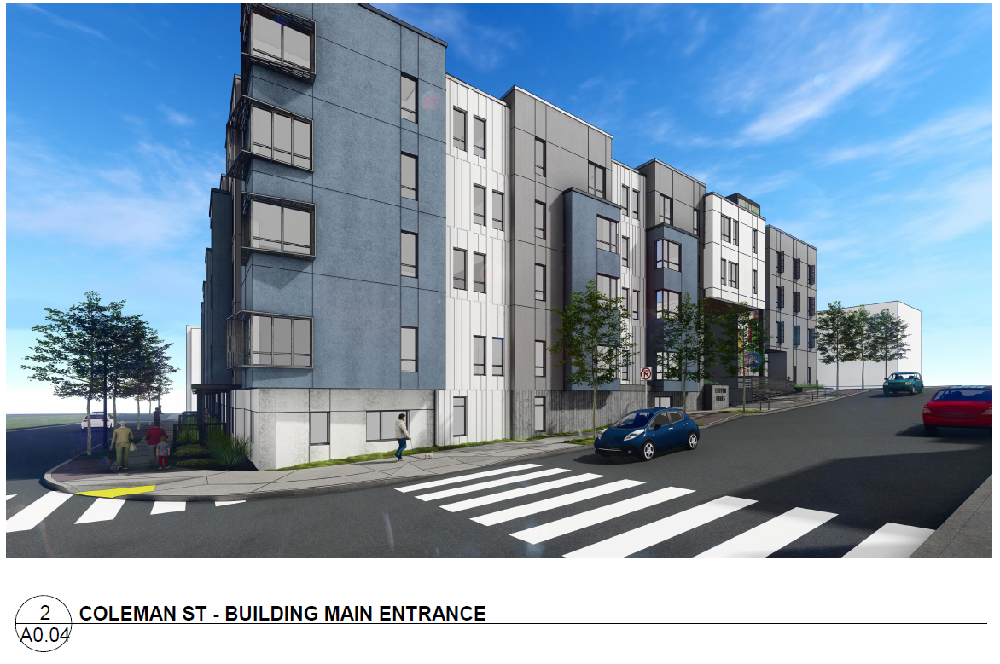 2
COLEMAN ST - BUILDING MAIN ENTRANCE
A0.04